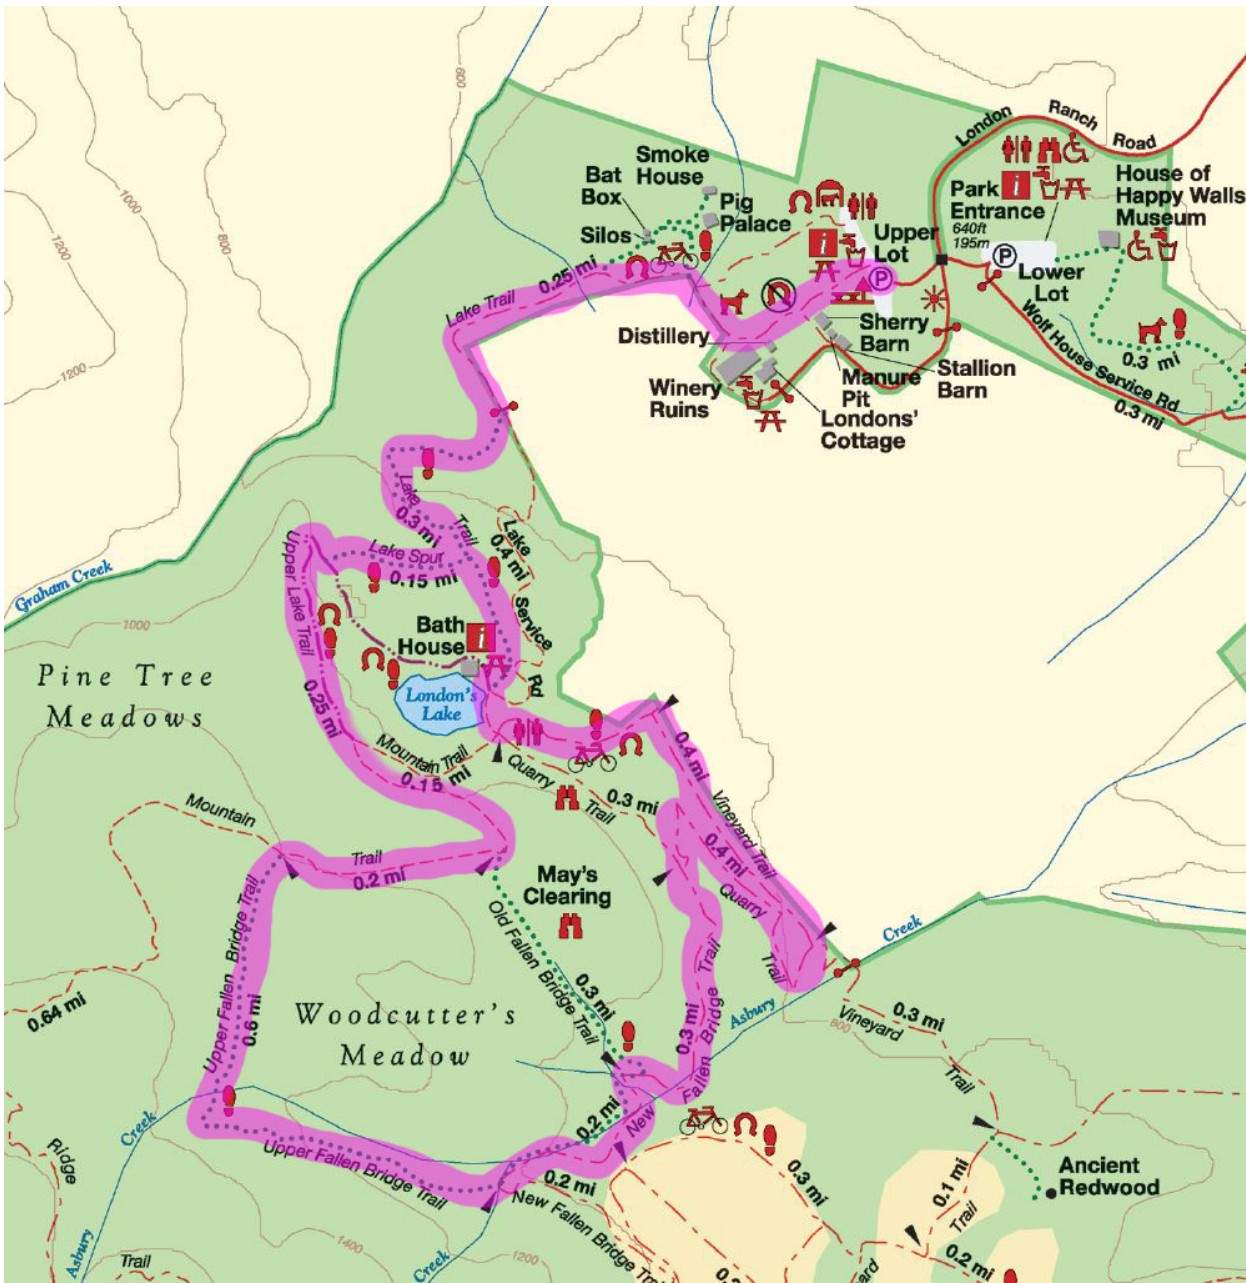 600
London
Ranch
Road
Smoke
House
Bat
Box
Pig
Palace
Silos
i
Upper
Lot
P
Park
Entrance
640ft
195m
i
P
Lower
Lot
House of
Happy Walls
Museum
1000
800
1200
1200
0.25 mi
Lake Trail
Distillery
Sherry
Barn
Stallion
Barn
Winery
Ruins
Manure
Pit
Londons'
Cottage
Wolf House Service Rd
0.3 mi
0.3 mi
Lake
Trail
0.3 mi
Lake
0.4 mi
Service
Rd
Lake Spur
0.15 mi
Upper Lake Trail
0.25 mi
Graham Creek
1000
Bath
House
i
London's
Lake
Pine Tree
Meadows
Mountain Trail
0.15 mi
Quarry
Trail
0.3 mi
0.4 mi
Vineyard Trail
0.4 mi
Quarry
Trail
Mountain
Trail
0.2 mi
May's
Clearing
Upper Fallen Bridge Trail
0.6 mi
Old Fallen Bridge Trail
0.3 mi
0.3 mi
New
Fallen Bridge
Trail
Asbury
Creek
0.64 mi
Woodcutter's
Meadow
800
Vineyard
0.3 mi
Trail
Creek
Asbury
Ridge
Trail
Upper Fallen Bridge Trail
0.2 mi
0.2 mi
New Fallen Bridge Tra
0.3 mi
0.1 mi
Trail
Ancient
Redwood
0.2 mi
yard
1400
1200
Creek